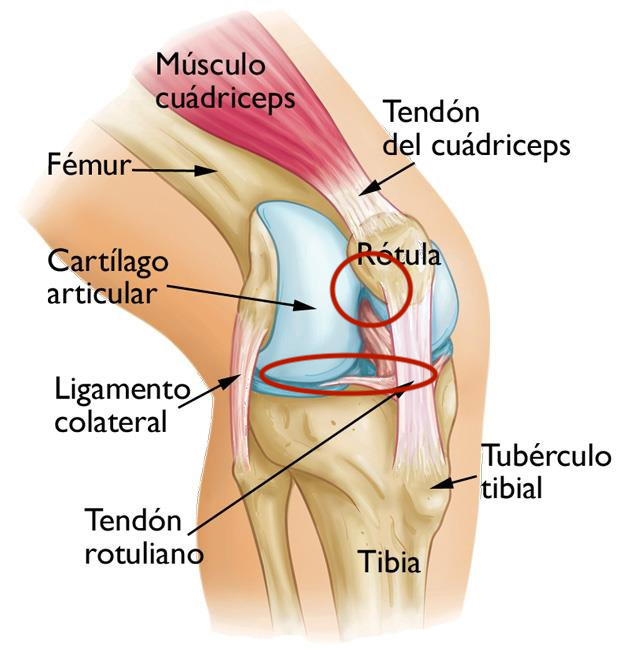 Músculo
cuádriceps
Tendón
del cuádriceps
Fémur
Rótula
Cartílago
articular
Ligamento
colateral
Tubérculo
tibial
Tendón
rotuliano
Tibia